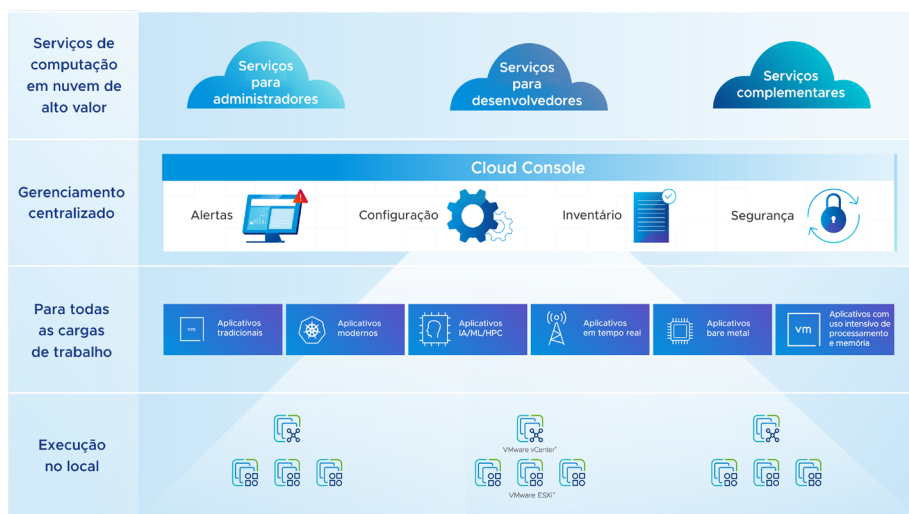 Serviços de
computação
em nuvem de
alto valor
Serviços
para
administradores
Serviços
para
desenvolvedores
Serviços
complementares
Gerenciamento
centralizado
Cloud Console
Alertas
Configuração
Inventário
Segurança
Para todas
as cargas
de trabalho
vm
Aplicativos
tradicionais
Aplicativos
modernos
Aplicativos
IA/ML/HPC
Aplicativos
em tempo real
Aplicativos
bare metal
vm
Aplicativos com
uso intensivo de
processamento
e memória
Execução
no local
VMware vCenter®
VMware ESXi™